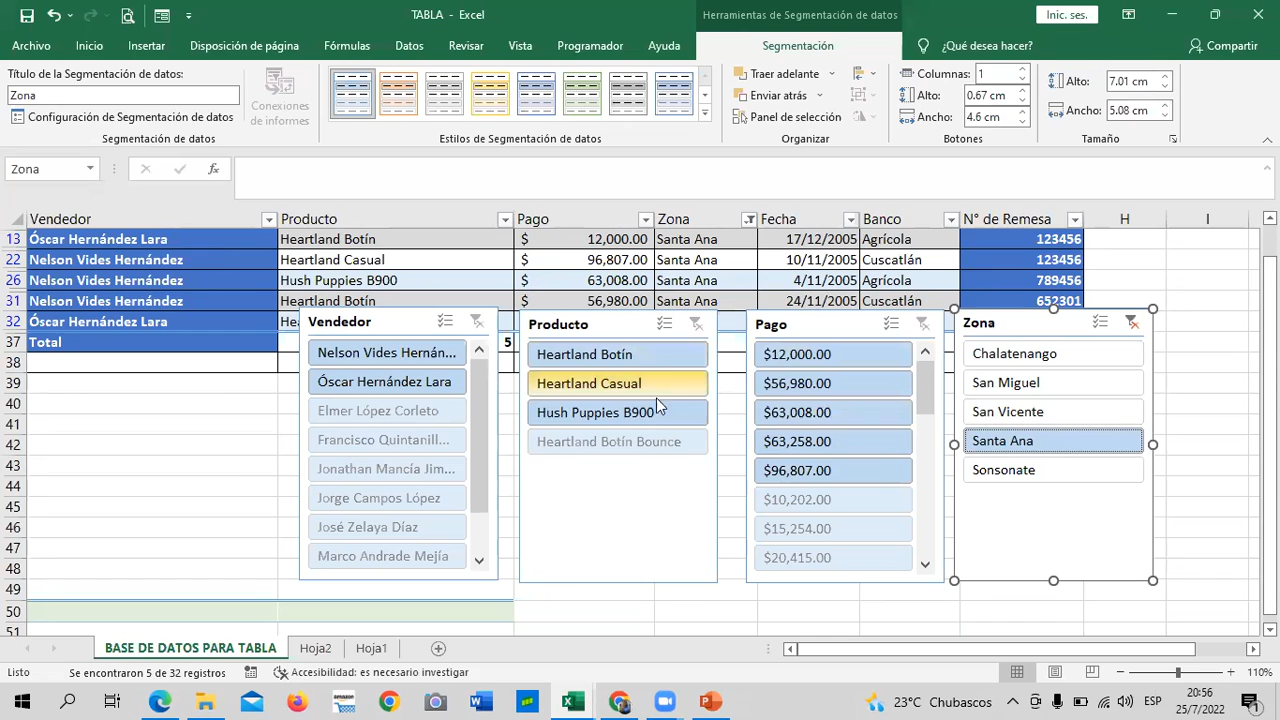 TABLA - Excel
Herramientas de Segmentación de datos
Inic. ses.
Archivo Inicio Insertar Disposición de página Fórmulas Datos Revisar Vista Programador Ayuda Segmentación ¿Qué desea hacer? Compartir
Título de la Segmentación de datos:
Zona
Configuración de Segmentación de datos
Conexiones de informes
Segmentación de datos
Estilos de Segmentación de datos
Traer adelante
Enviar atrás
Panel de selección
Organizar
Columnas: 1
Alto: 0.67 cm
Ancho: 4.6 cm
Botones
Alto: 7.01 cm
Ancho: 5.08 cm
Tamaño
Zona
fx
Vendedor Producto Pago Zona Fecha Banco N° de Remesa H I
13 Óscar Hernández Lara Heartland Botín $ 12,000.00 Santa Ana 17/12/2005 Agrícola 123456
22 Nelson Vides Hernández Heartland Casual $ 96,807.00 Santa Ana 10/11/2005 Cuscatlán 123456
26 Nelson Vides Hernández Hush Puppies B900 $ 63,008.00 Santa Ana 4/11/2005 Agrícola 789456
31 Nelson Vides Hernández Heartland Botín $ 56,980.00 Santa Ana 24/11/2005 Cuscatlán 652301
32 Óscar Hernández Lara Hea
37 Total 5
38
39
40
41
42
43
44
45
46
47
48
49
50
51
Vendedor
Nelson Vides Hernán...
Óscar Hernández Lara
Elmer López Corleto
Francisco Quintanill...
Jonathan Mancía Jim...
Jorge Campos López
José Zelaya Díaz
Marco Andrade Mejía
Producto
Heartland Botín
Heartland Casual
Hush Puppies B900
Heartland Botín Bounce
Pago
$12,000.00
$56,980.00
$63,008.00
$63,258.00
$96,807.00
$10,202.00
$15,254.00
$20,415.00
Zona
Chalatenango
San Miguel
San Vicente
Santa Ana
Sonsonate
BASE DE DATOS PARA TABLA Hoja2 Hoja1
Listo Se encontraron 5 de 32 registros Accesibilidad: es necesario investigar 110%
23°C Chubascos ESP 20:56
25/7/2022